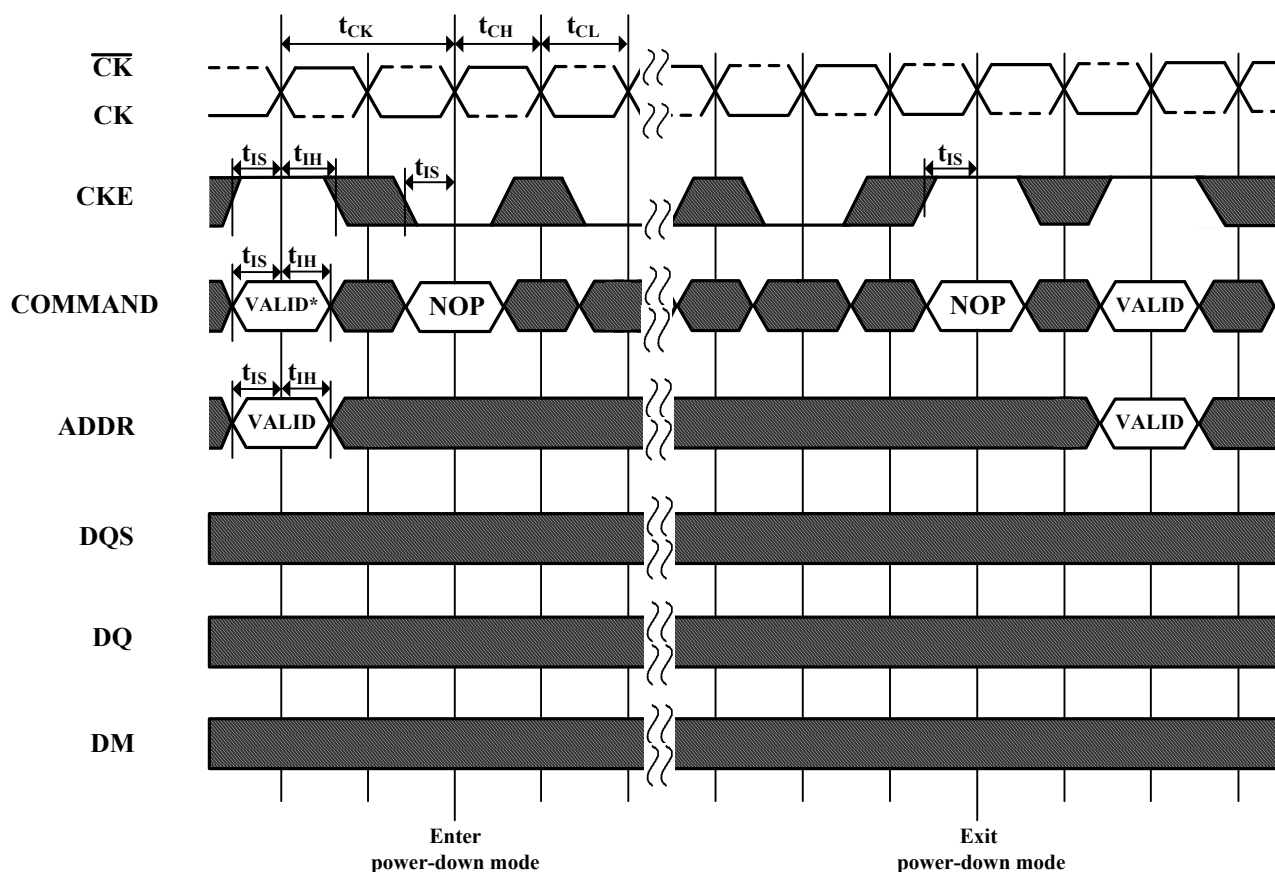 tCK tCH tCL
CK
CK
tIS tIH tIS tIS
CKE
tIS tIH
COMMAND VALID* NOP NOP VALID
tIS tIH
ADDR VALID VALID
DQS
DQ
DM
Enter Exit
power-down mode power-down mode